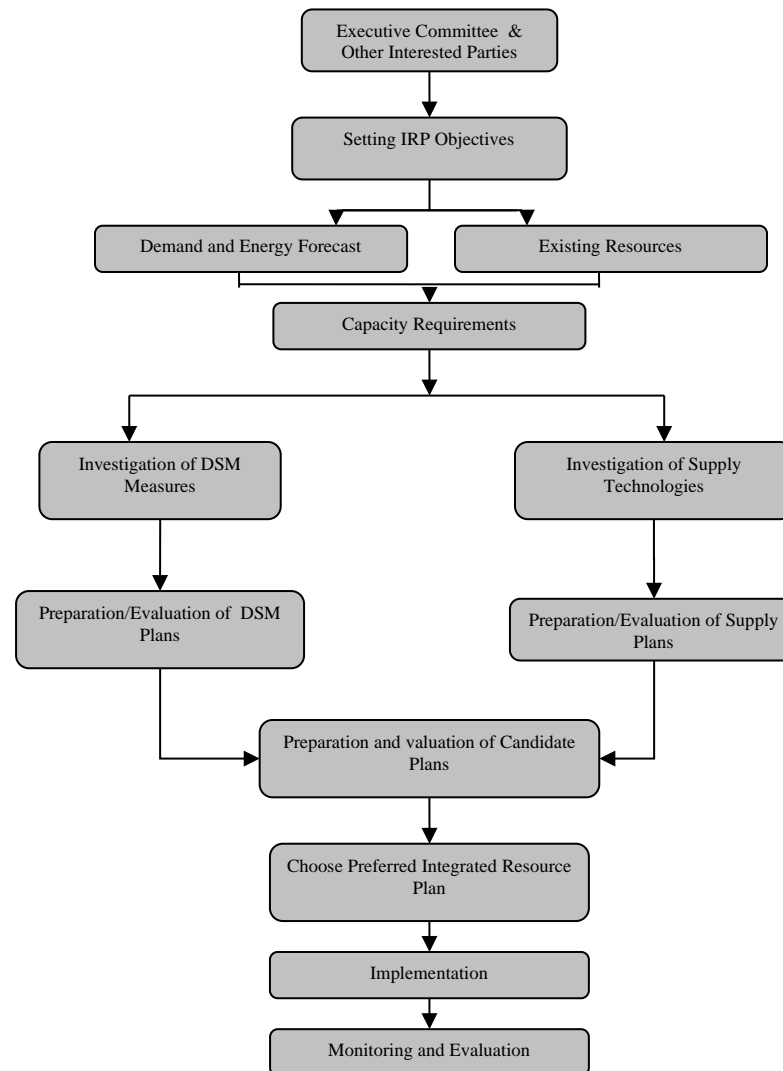 Executive Committee &
Other Interested Parties
Setting IRP Objectives
Demand and Energy Forecast
Existing Resources
Capacity Requirements
Investigation of DSM
Measures
Investigation of Supply
Technologies
Preparation/Evaluation of DSM
Plans
Preparation/Evaluation of Supply
Plans
Preparation and valuation of Candidate
Plans
Choose Preferred Integrated Resource
Plan
Implementation
Monitoring and Evaluation